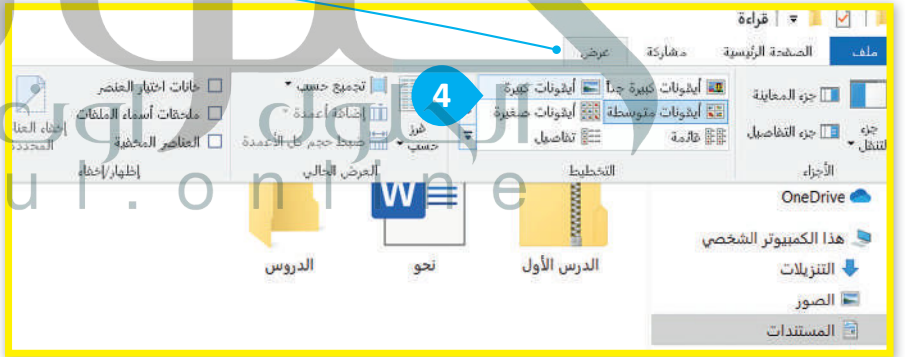 قراءة
ملف الصفحة الرئيسية مشاركة عرض
جزء التنقل
جزء المعاينة
جزء التفاصيل
الأجزاء
أيقونات كبيرة جداً أيقونات كبيرة
أيقونات متوسطة أيقونات صغيرة
قائمة تفاصيل
التخطيط
4
فرز حسب
تجميع حسب
إضافة أعمدة
ضبط حجم كل الأعمدة
العرض الحالي
خانات اختيار العنصر
ملحقات أسماء الملفات
العناصر المخفية
إخفاء
إظهار/إخفاء
OneDrive
هذا الكمبيوتر الشخصي
التنزيلات
الصور
المستندات
الدرس الأول
نحو
الدروس
W
ul.online